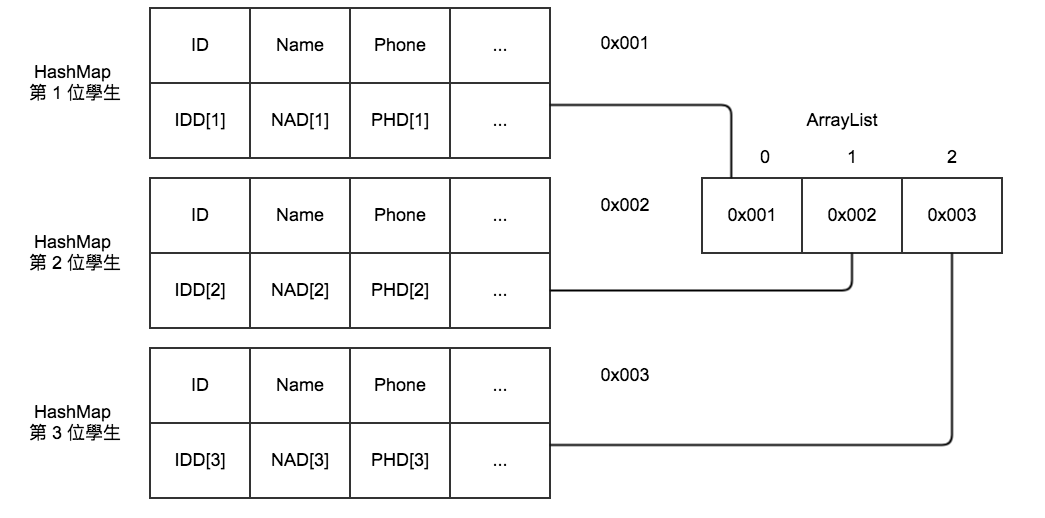 HashMap
第 1 位學生
ID Name Phone ...
IDD[1] NAD[1] PHD[1] ...
0x001
HashMap
第 2 位學生
ID Name Phone ...
IDD[2] NAD[2] PHD[2] ...
0x002
HashMap
第 3 位學生
ID Name Phone ...
IDD[3] NAD[3] PHD[3] ...
0x003
ArrayList
0 1 2
0x001 0x002 0x003